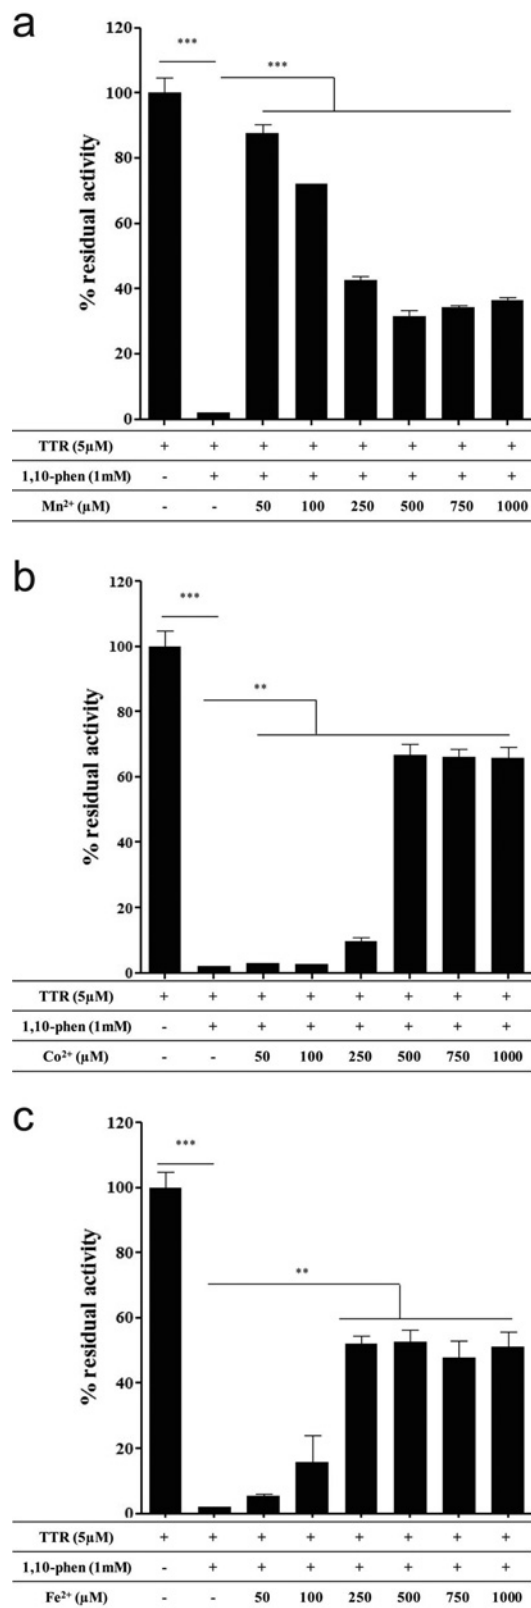 a
120
***
***
100
80
60
40
20
0
% residual activity
TTR (5µM) + + + + + + + +
1,10-phen (1mM) - + + + + + + +
Mn²⁺ (µM) - - 50 100 250 500 750 1000
b
120
***
100
**
80
60
40
20
0
% residual activity
TTR (5µM) + + + + + + + +
1,10-phen (1mM) - + + + + + + +
Co²⁺ (µM) - - 50 100 250 500 750 1000
c
120
***
100
80
**
60
40
20
0
% residual activity
TTR (5µM) + + + + + + + +
1,10-phen (1mM) - + + + + + + +
Fe²⁺ (µM) - - 50 100 250 500 750 1000